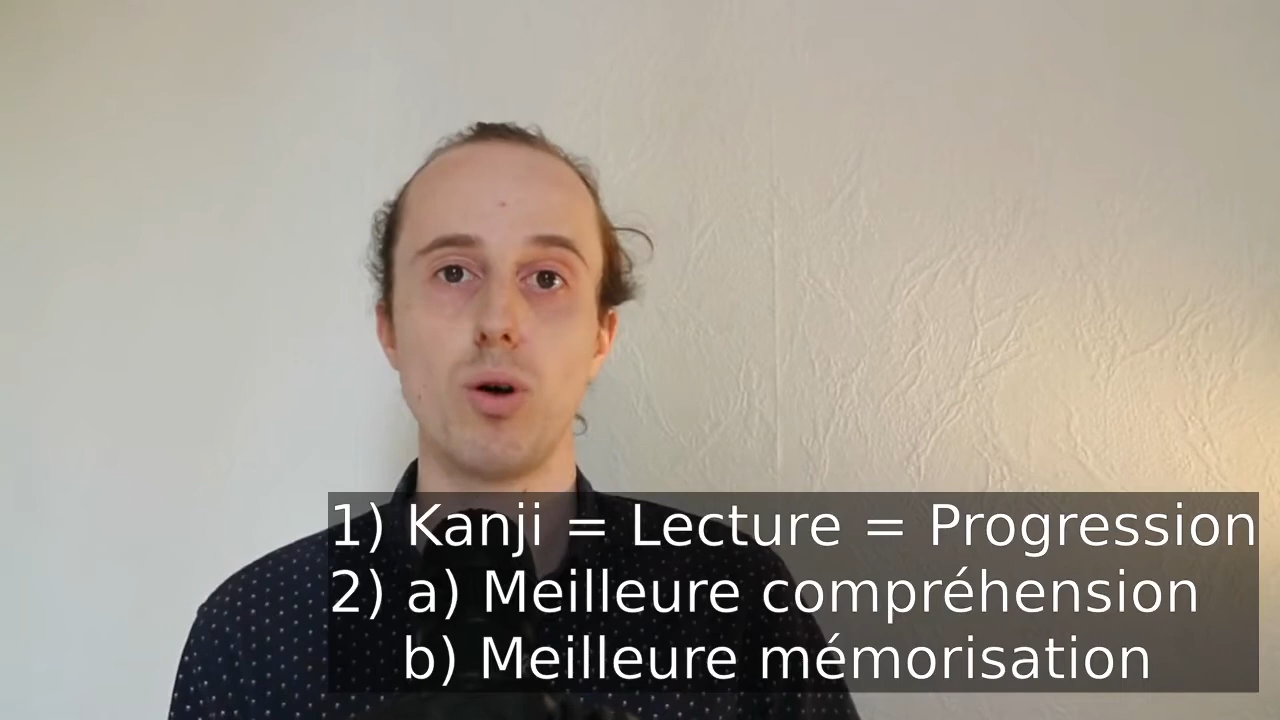 1) Kanji = Lecture = Progression
2) a) Meilleure compréhension
b) Meilleure mémorisation